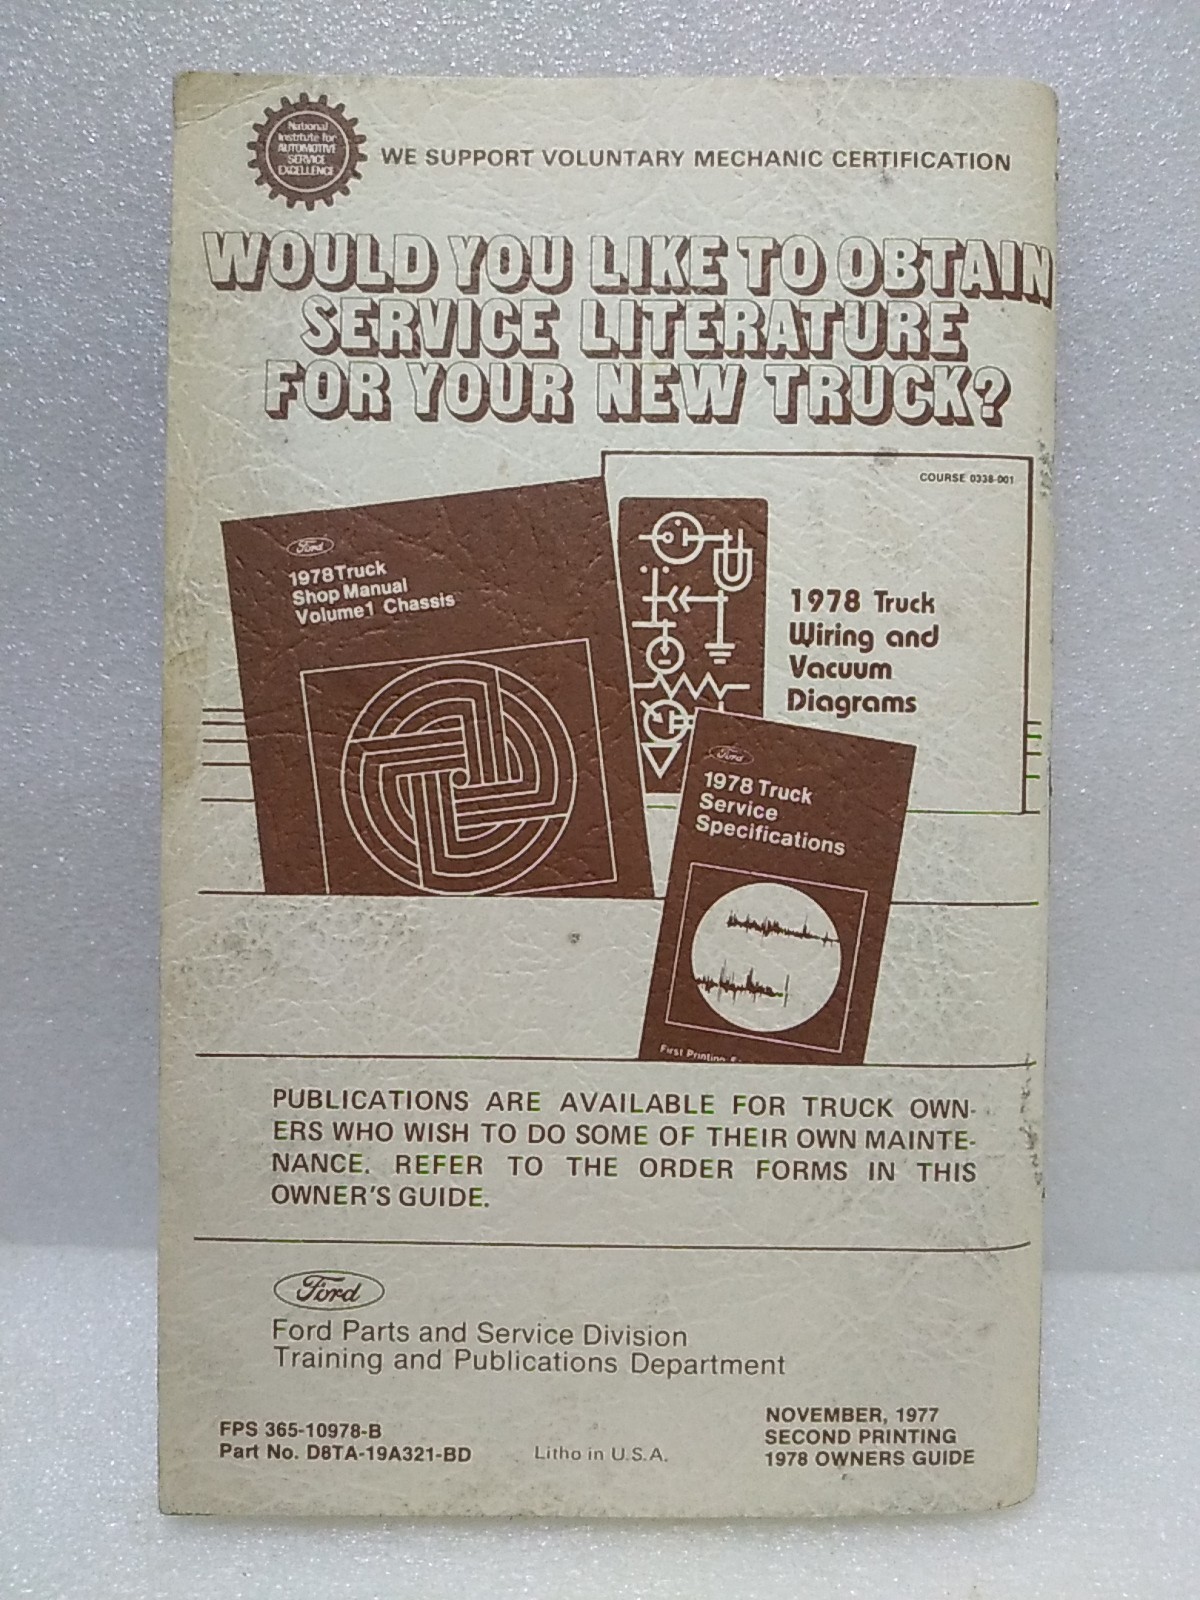 National
Institute for
AUTOMOTIVE
SERVICE
EXCELLENCE
WE SUPPORT VOLUNTARY MECHANIC CERTIFICATION
WOULD YOU LIKE TO OBTAIN
SERVICE LITERATURE
FOR YOUR NEW TRUCK?
COURSE 0338-001
Ford
1978 Truck
Shop Manual
Volume 1 Chassis
1978 Truck
Wiring and
Vacuum
Diagrams
Ford
1978 Truck
Service
Specifications
First Printing
PUBLICATIONS ARE AVAILABLE FOR TRUCK OWN-
ERS WHO WISH TO DO SOME OF THEIR OWN MAINTE-
NANCE. REFER TO THE ORDER FORMS IN THIS
OWNER'S GUIDE.
Ford
Ford Parts and Service Division
Training and Publications Department
FPS 365-10978-B
Part No. D8TA-19A321-BD
Litho in U.S.A.
NOVEMBER, 1977
SECOND PRINTING
1978 OWNERS GUIDE